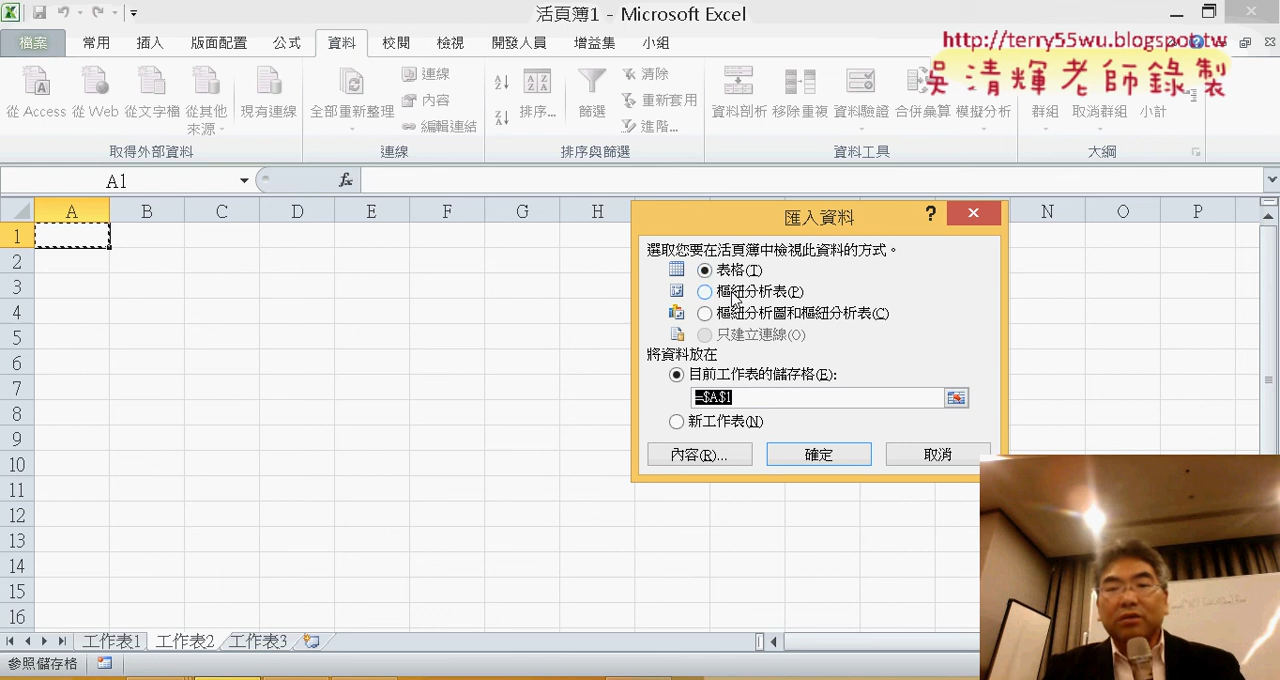 活頁簿1 - Microsoft Excel
檔案 常用 插入 版面配置 公式 資料 校閱 檢視 開發人員 增益集 小組
http://terry55wu.blogspot.tw
吳清輝老師錄製
從 Access 從 Web 從文字檔 從其他來源 現有連線
取得外部資料
全部重新整理 連線 內容 編輯連結
連線
排序... 篩選 清除 重新套用 進階...
排序與篩選
資料剖析 移除重複 資料驗證 合併彙算 模擬分析
資料工具
群組 取消群組 小計
大綱
A1 fx
A B C D E F G H N O P
1
2
3
4
5
6
7
8
9
10
11
12
13
14
15
16
匯入資料 ?
選取您要在活頁簿中檢視此資料的方式。
表格(T)
樞紐分析表(P)
樞紐分析圖和樞紐分析表(C)
只建立連線(O)
將資料放在
目前工作表的儲存格(E):
=$A$1
新工作表(N)
內容(R)... 確定 取消
工作表1 工作表2 工作表3
參照儲存格